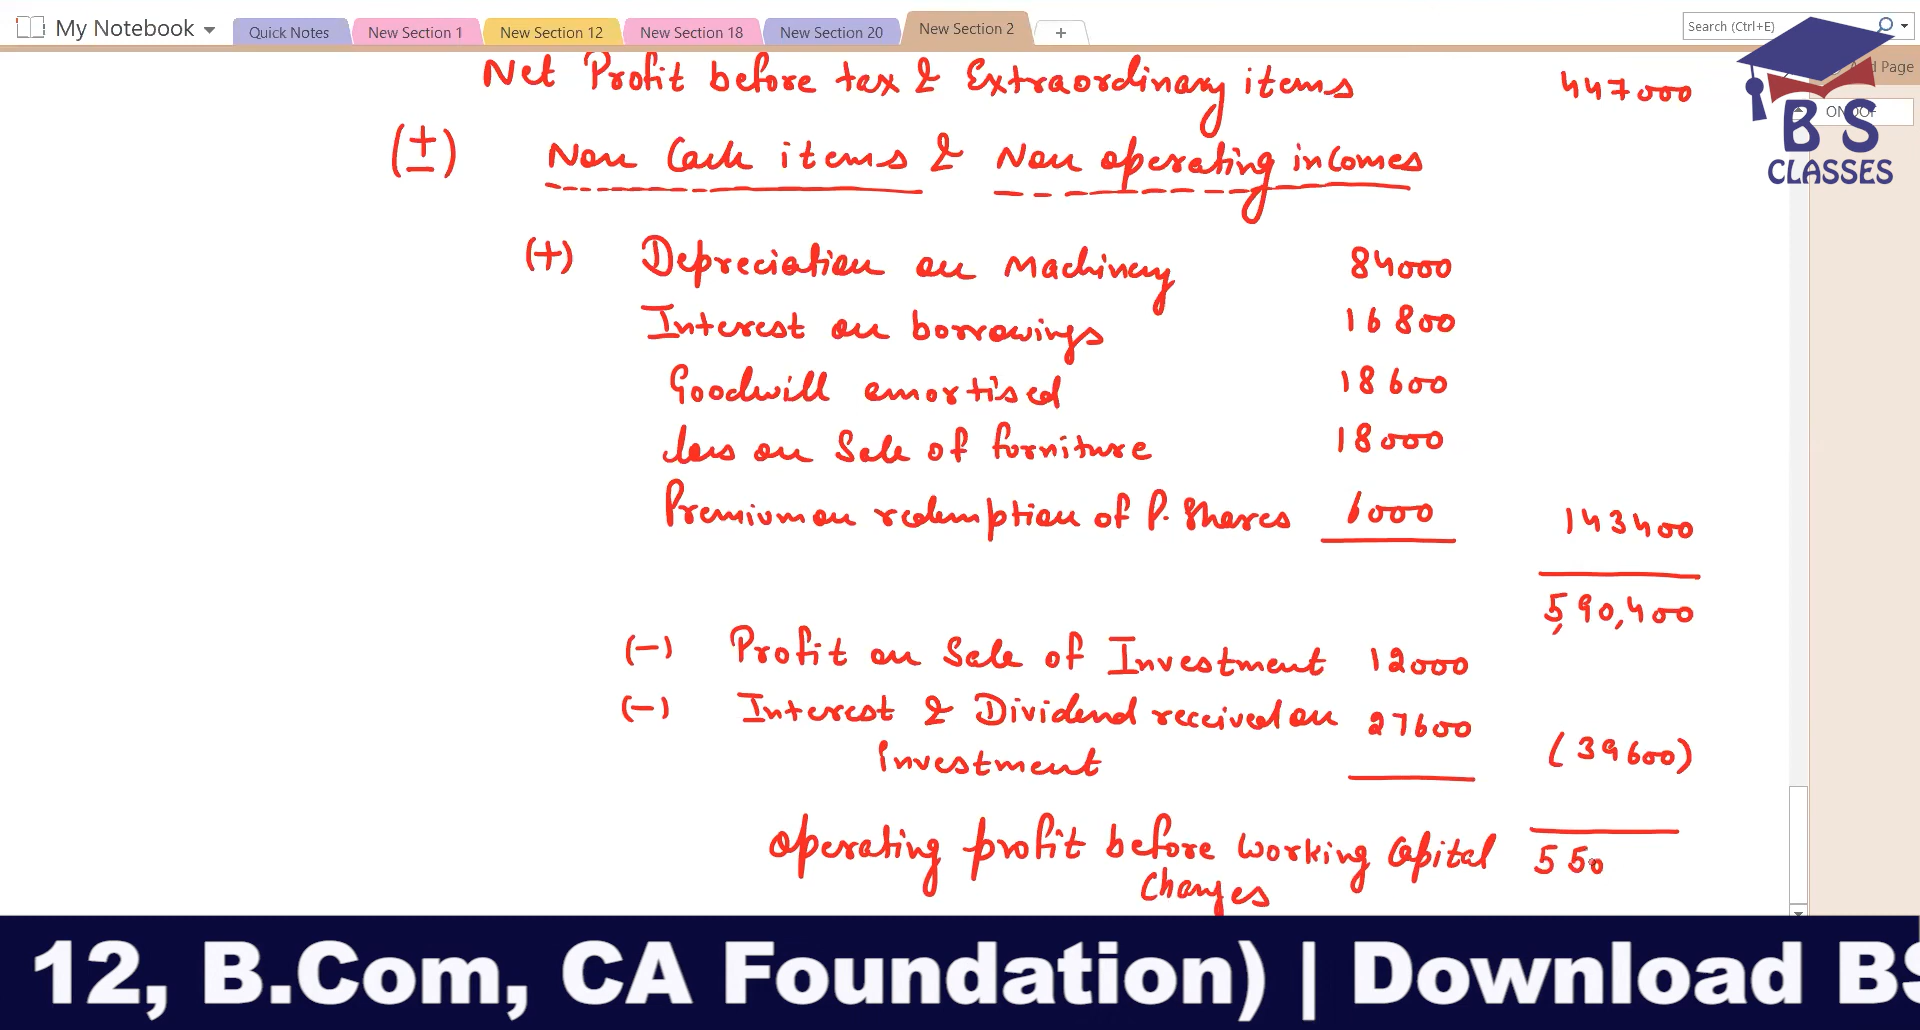 My Notebook
Quick Notes
New Section 1
New Section 12
New Section 18
New Section 20
New Section 2
+
Search (Ctrl+E)
d Page
B S
CLASSES
Net Profit before tax & Extraordinary items 447000
(±) Non Cash items & Non operating incomes
(+) Depreciation on Machinery 84000
Interest on borrowings 16800
Goodwill amortised 18600
Loss on Sale of furniture 18000
Premium on redemption of P. Shares 6000 143400
5,90,400
(-) Profit on Sale of Investment 12000
(-) Interest & Dividend received on 27600
Investment (39600)
Operating profit before working Capital 550
Changes
12, B.Com, CA Foundation) | Download BS